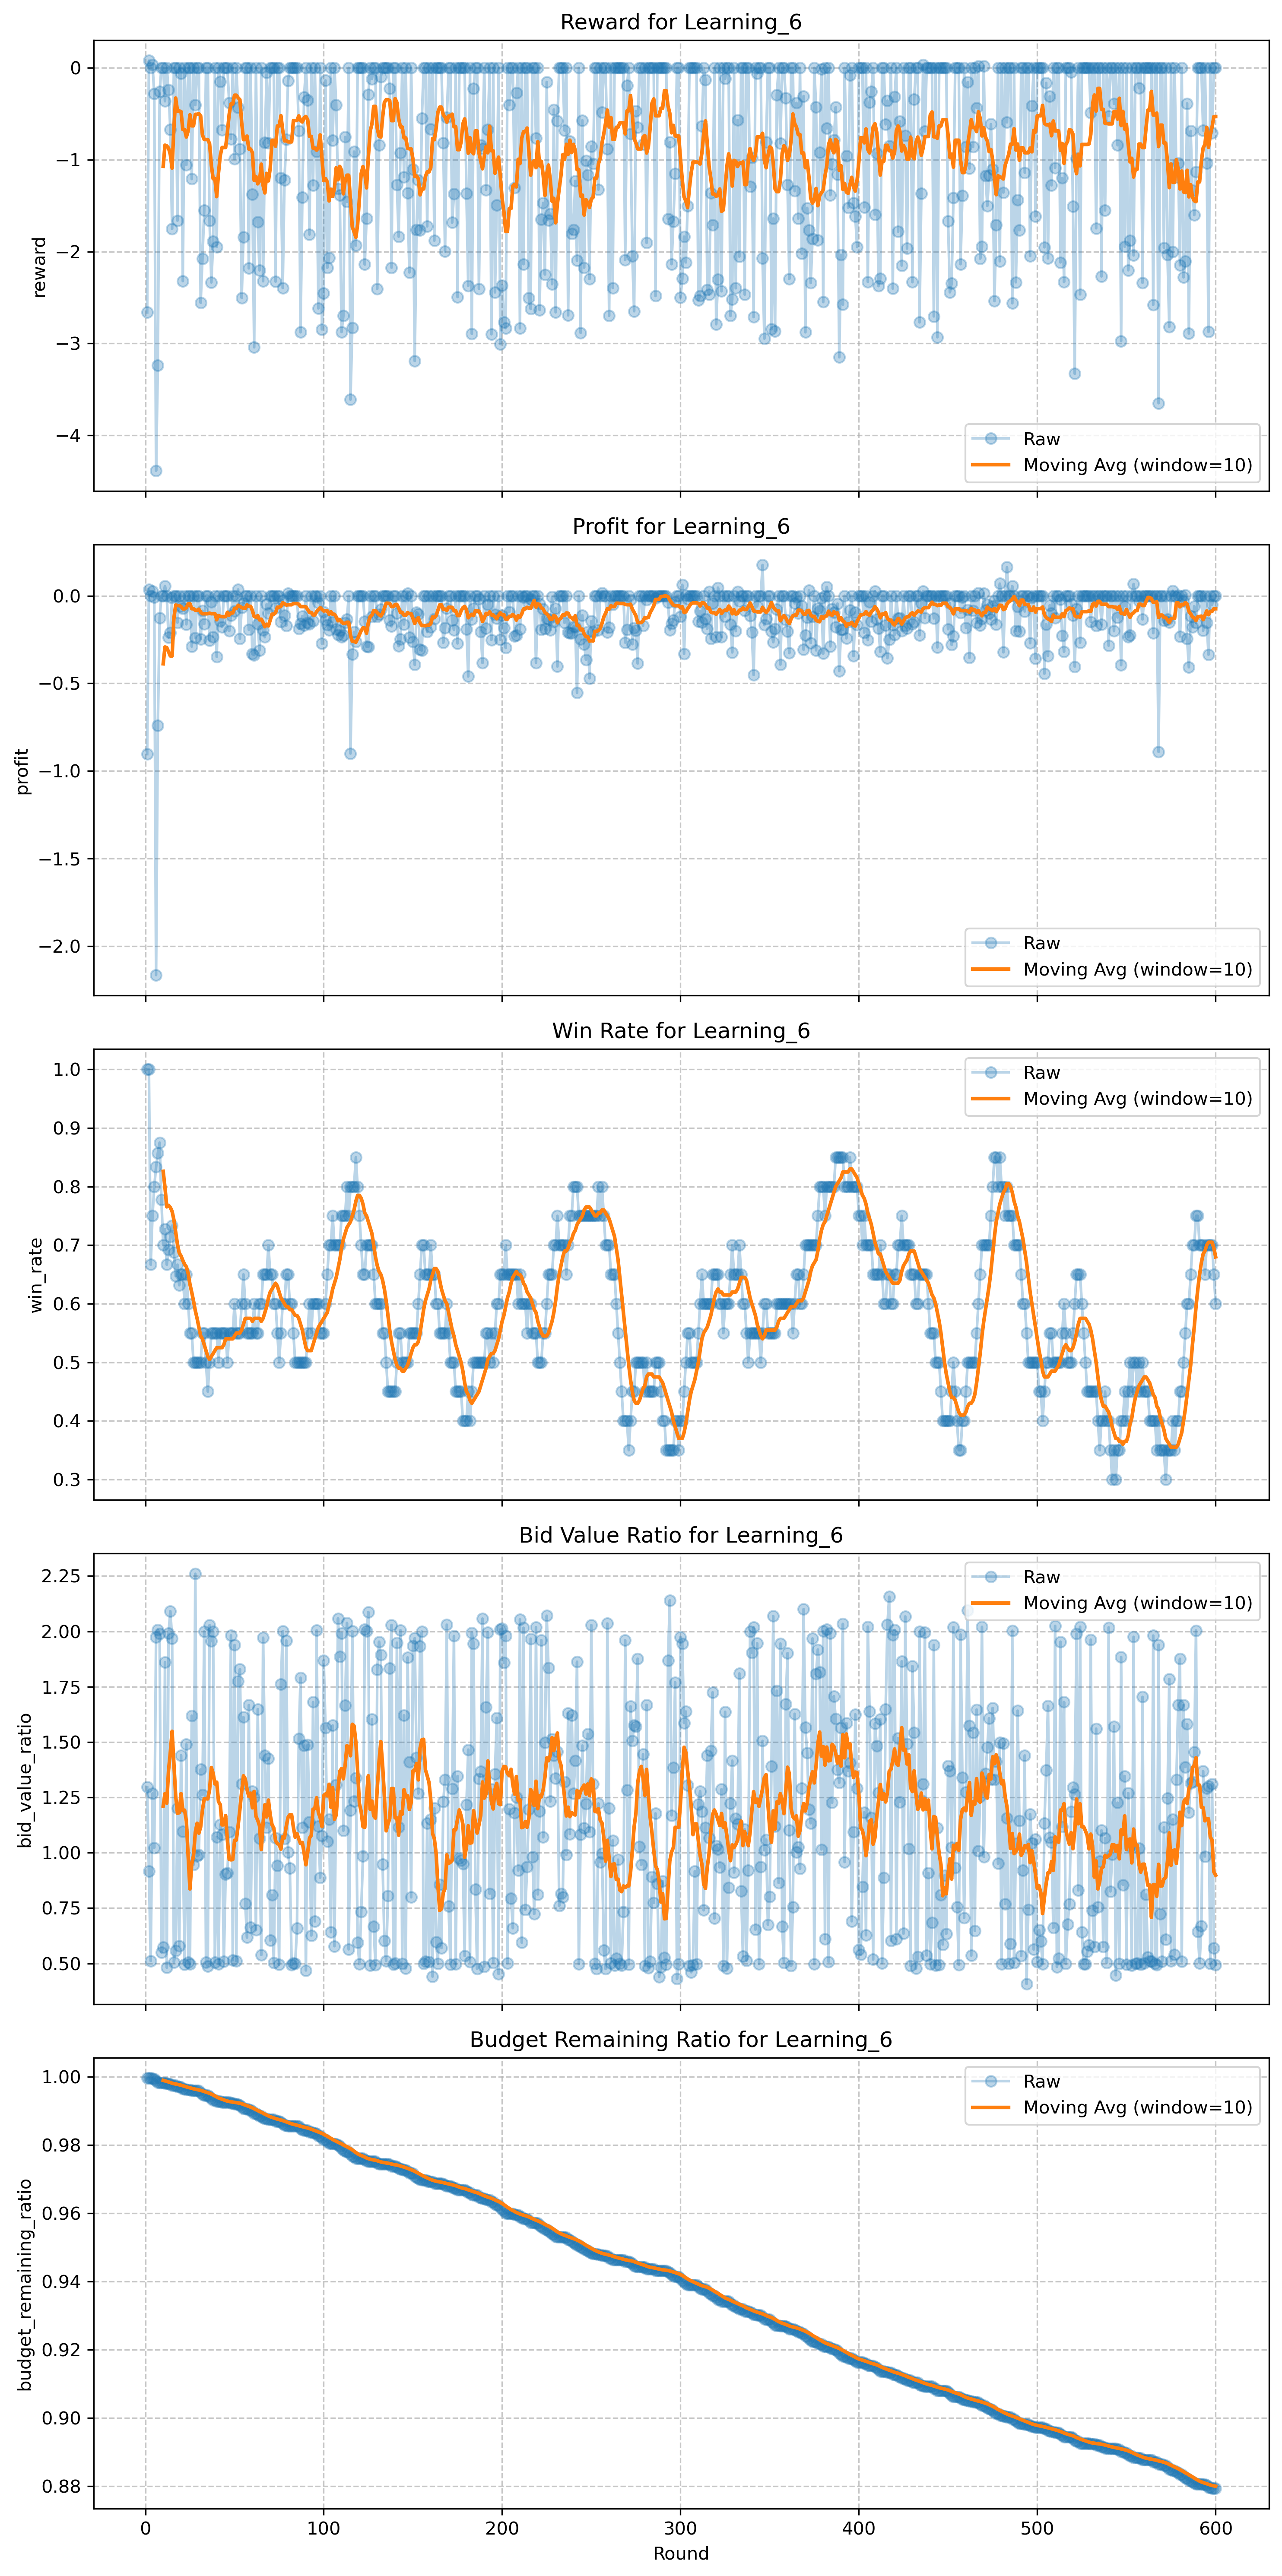 Reward for Learning_6
0
−1
−2
−3
−4
reward
Raw
Moving Avg (window=10)
Profit for Learning_6
0.0
−0.5
−1.0
−1.5
−2.0
profit
Raw
Moving Avg (window=10)
Win Rate for Learning_6
1.0
0.9
0.8
0.7
0.6
0.5
0.4
0.3
win_rate
Raw
Moving Avg (window=10)
Bid Value Ratio for Learning_6
2.25
2.00
1.75
1.50
1.25
1.00
0.75
0.50
bid_value_ratio
Raw
Moving Avg (window=10)
Budget Remaining Ratio for Learning_6
1.00
0.98
0.96
0.94
0.92
0.90
0.88
budget_remaining_ratio
Raw
Moving Avg (window=10)
0 100 200 300 400 500 600
Round